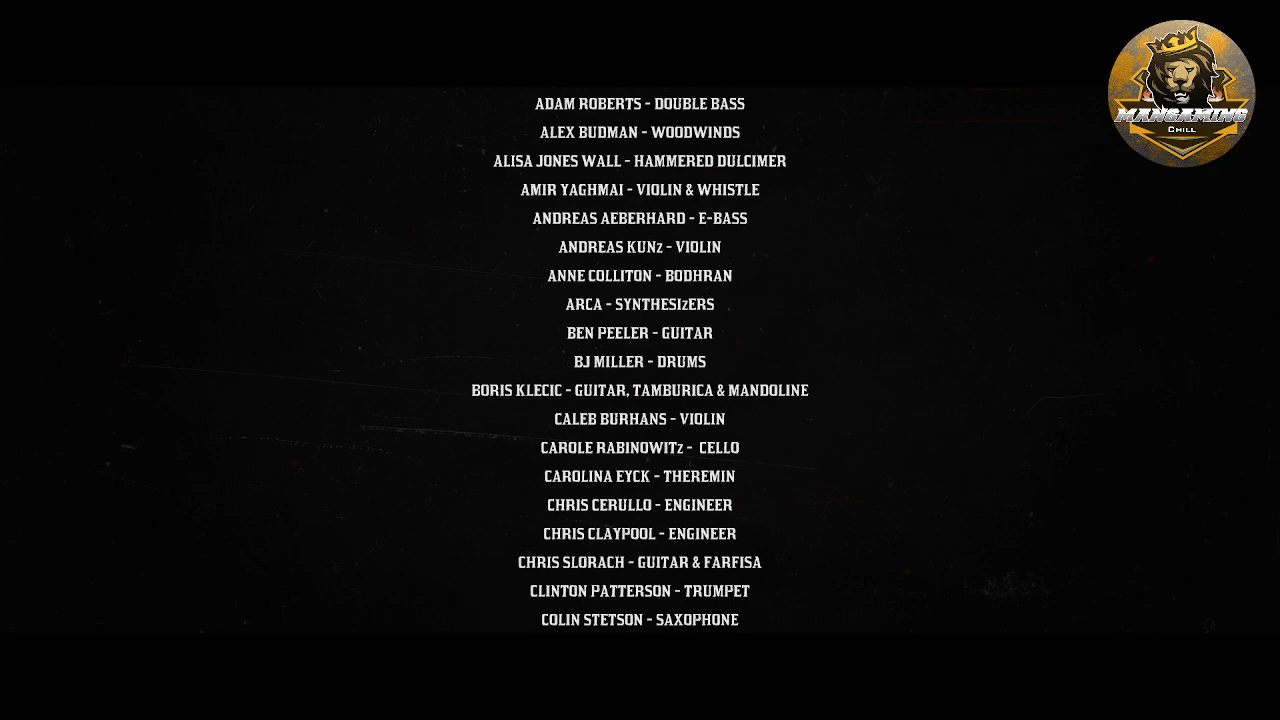 ADAM ROBERTS - DOUBLE BASS
ALEX BUDMAN - WOODWINDS
ALISA JONES WALL - HAMMERED DULCIMER
AMIR YAGHMAI - VIOLIN & WHISTLE
ANDREAS AEBERHARD - E-BASS
ANDREAS KUNz - VIOLIN
ANNE COLLITON - BODHRAN
ARCA - SYNTHESIzERS
BEN PEELER - GUITAR
BJ MILLER - DRUMS
BORIS KLECIC - GUITAR, TAMBURICA & MANDOLINE
CALEB BURHANS - VIOLIN
CAROLE RABINOWITz - CELLO
CAROLINA EYCK - THEREMIN
CHRIS CERULLO - ENGINEER
CHRIS CLAYPOOL - ENGINEER
CHRIS SLORACH - GUITAR & FARFISA
CLINTON PATTERSON - TRUMPET
COLIN STETSON - SAXOPHONE
MANGAMING
CHILL